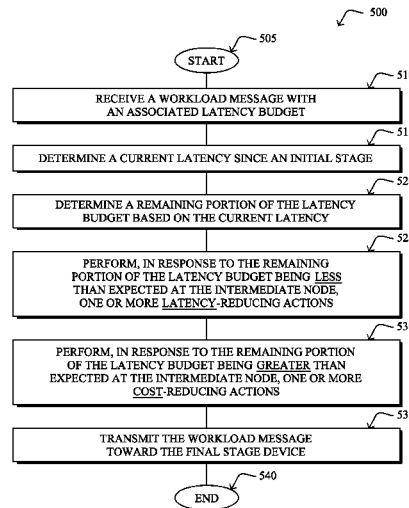 500
505
START
51
RECEIVE A WORKLOAD MESSAGE WITH
AN ASSOCIATED LATENCY BUDGET
51
DETERMINE A CURRENT LATENCY SINCE AN INITIAL STAGE
52
DETERMINE A REMAINING PORTION OF THE LATENCY
BUDGET BASED ON THE CURRENT LATENCY
52
PERFORM, IN RESPONSE TO THE REMAINING
PORTION OF THE LATENCY BUDGET BEING LESS
THAN EXPECTED AT THE INTERMEDIATE NODE,
ONE OR MORE LATENCY-REDUCING ACTIONS
53
PERFORM, IN RESPONSE TO THE REMAINING PORTION
OF THE LATENCY BUDGET BEING GREATER THAN
EXPECTED AT THE INTERMEDIATE NODE, ONE OR MORE
COST-REDUCING ACTIONS
53
TRANSMIT THE WORKLOAD MESSAGE
TOWARD THE FINAL STAGE DEVICE
540
END